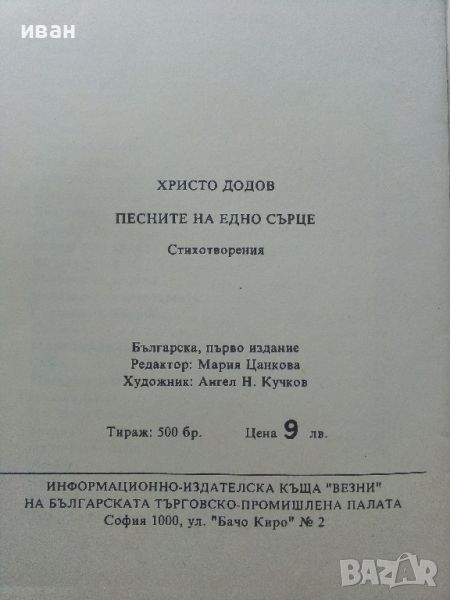 иван
ХРИСТО ДОДОВ
ПЕСНИТЕ НА ЕДНО СЪРЦЕ
Стихотворения
Българска, първо издание
Редактор: Мария Цанкова
Художник: Ангел Н. Кучков
Тираж: 500 бр. Цена 9 лв.
ИНФОРМАЦИОННО-ИЗДАТЕЛСКА КЪЩА "ВЕЗНИ"
НА БЪЛГАРСКАТА ТЪРГОВСКО-ПРОМИШЛЕНА ПАЛАТА
София 1000, ул. "Бачо Киро" № 2
BAZAR